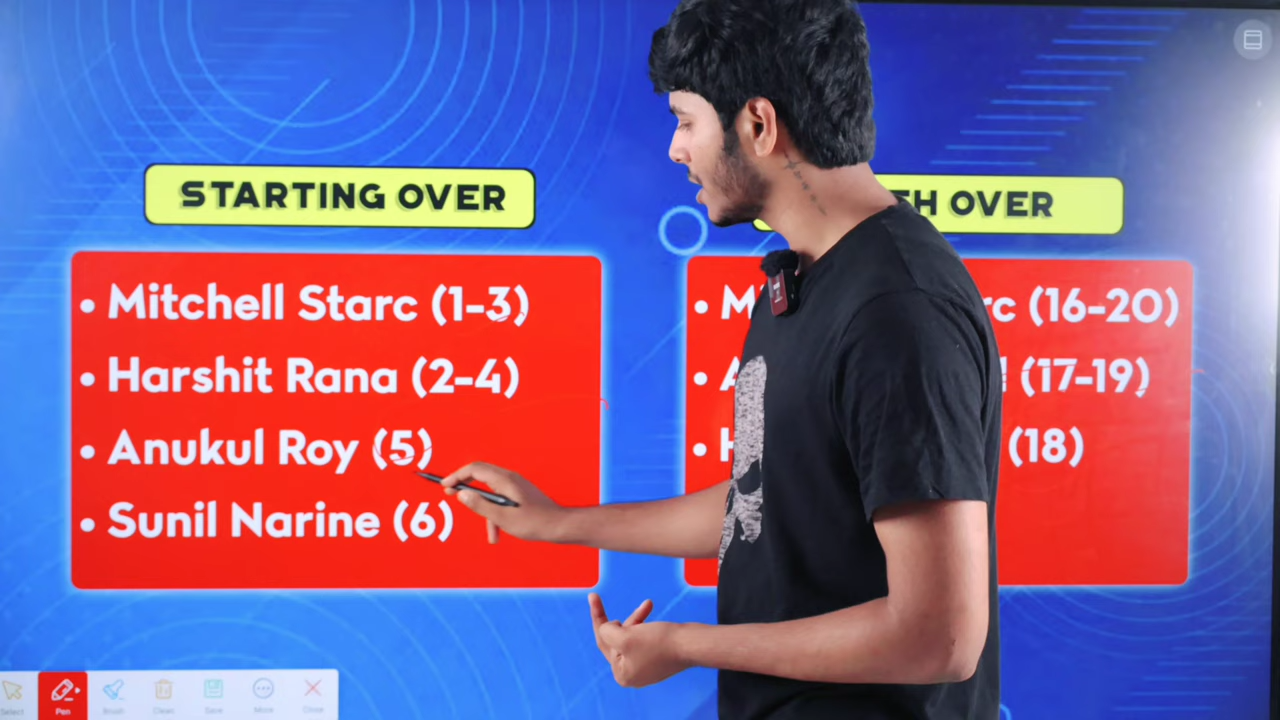 STARTING OVER
• Mitchell Starc (1-3)
• Harshit Rana (2-4)
• Anukul Roy (5)
• Sunil Narine (6)
TH OVER
• M rc (16-20)
• A (17-19)
• H (18)
Select Pen Brush Clear Save More Close